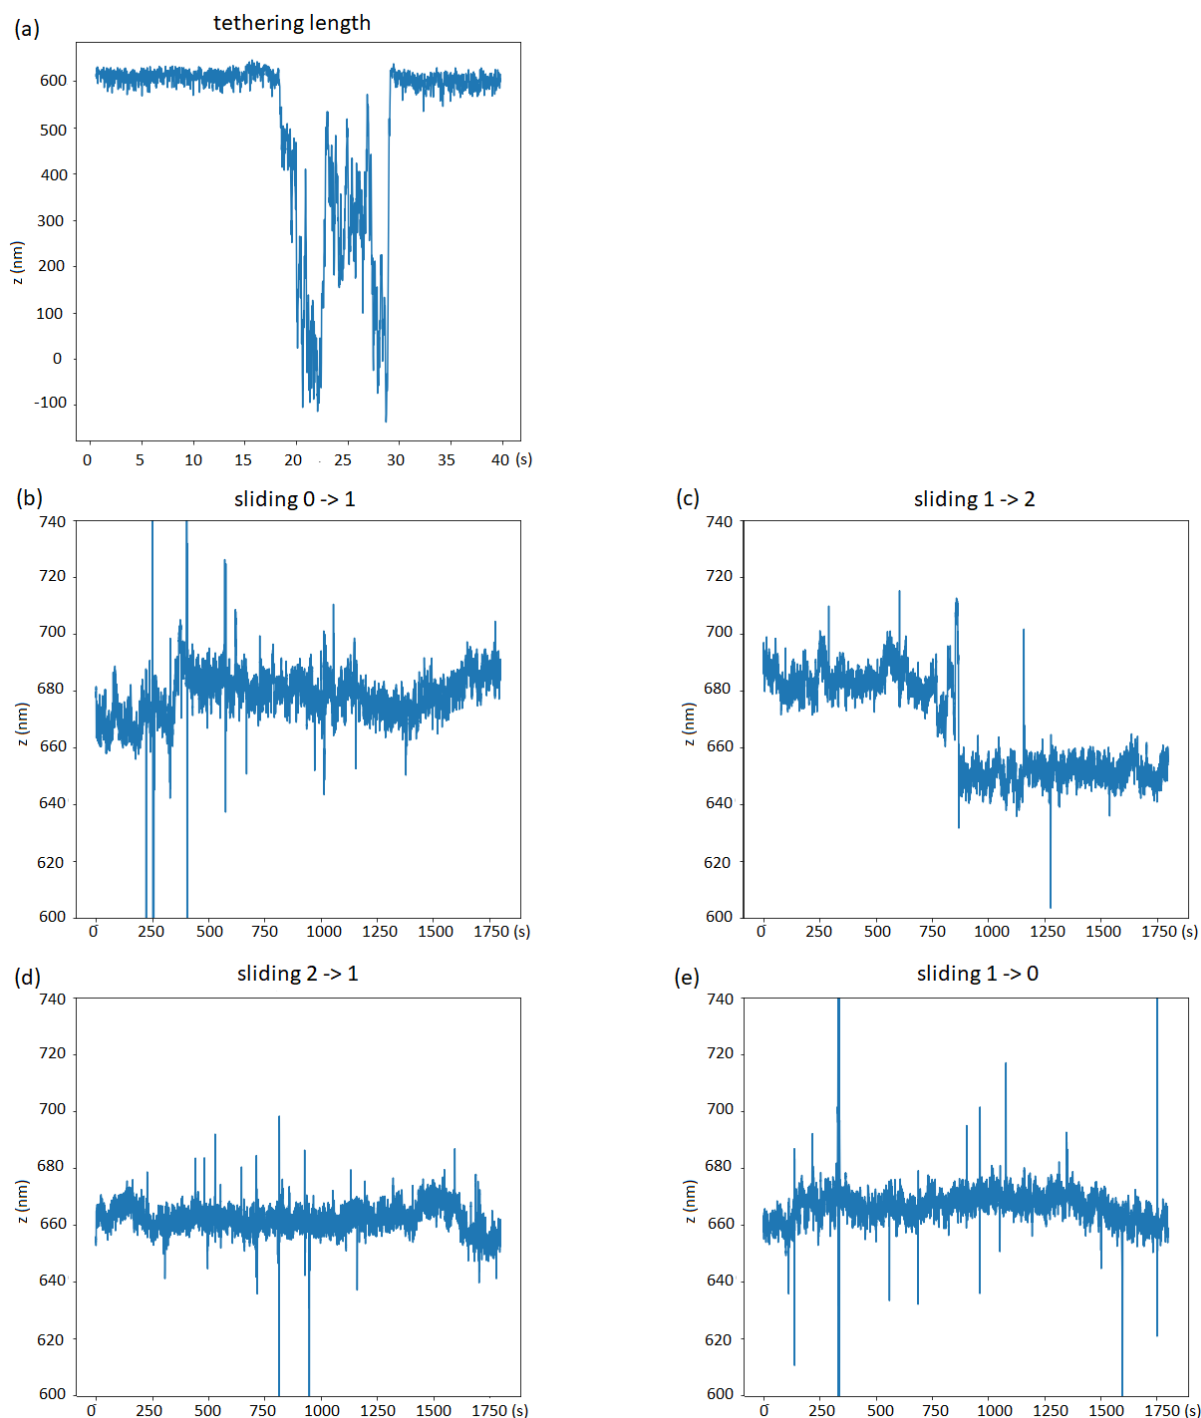 (a)
tethering length
600
500
400
300
200
100
0
-100
z (nm)
0 5 10 15 20 25 30 35 40 (s)
(b)
sliding 0 -> 1
740
720
700
680
660
640
620
600
z (nm)
0 250 500 750 1000 1250 1500 1750 (s)
(c)
sliding 1 -> 2
740
720
700
680
660
640
620
600
z (nm)
0 250 500 750 1000 1250 1500 1750 (s)
(d)
sliding 2 -> 1
740
720
700
680
660
640
620
600
z (nm)
0 250 500 750 1000 1250 1500 1750 (s)
(e)
sliding 1 -> 0
740
720
700
680
660
640
620
600
z (nm)
0 250 500 750 1000 1250 1500 1750 (s)